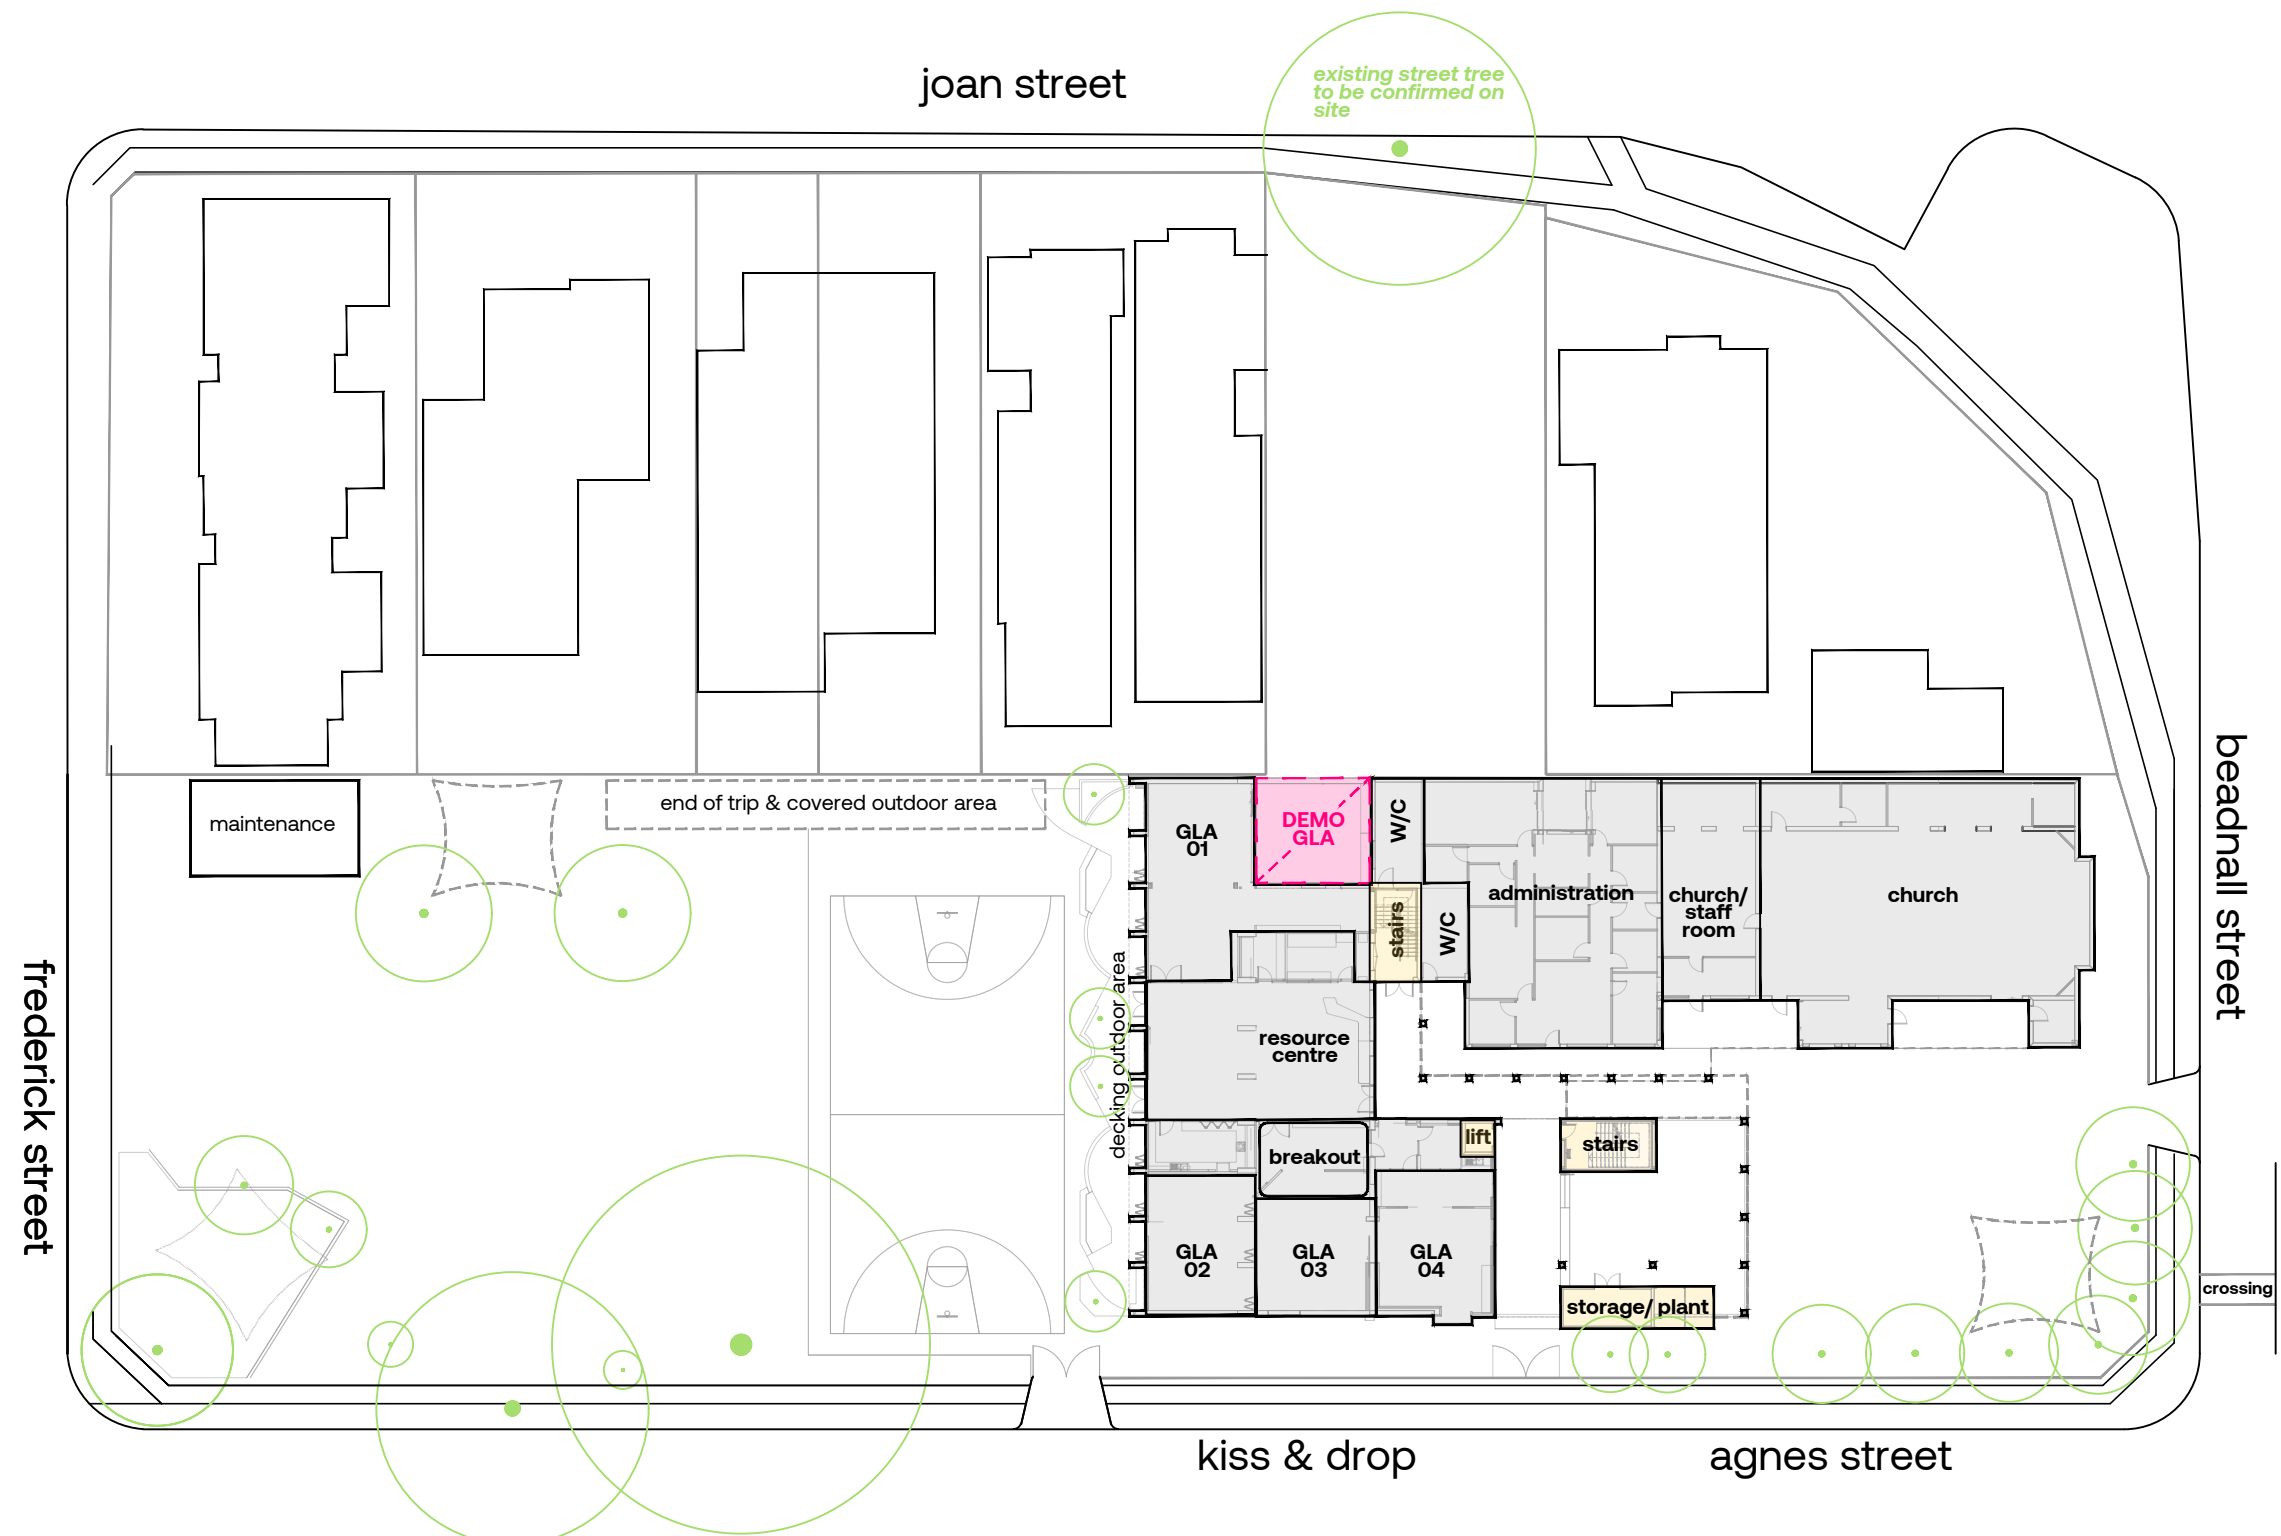 joan street
existing street tree
to be confirmed on
site
maintenance
end of trip & covered outdoor area
GLA
01
DEMO
GLA
W/C
stairs
W/C
administration
church/
staff
room
church
beadnall street
frederick street
decking outdoor area
resource
centre
breakout
lift
stairs
GLA
02
GLA
03
GLA
04
storage/ plant
crossing
kiss & drop
agnes street